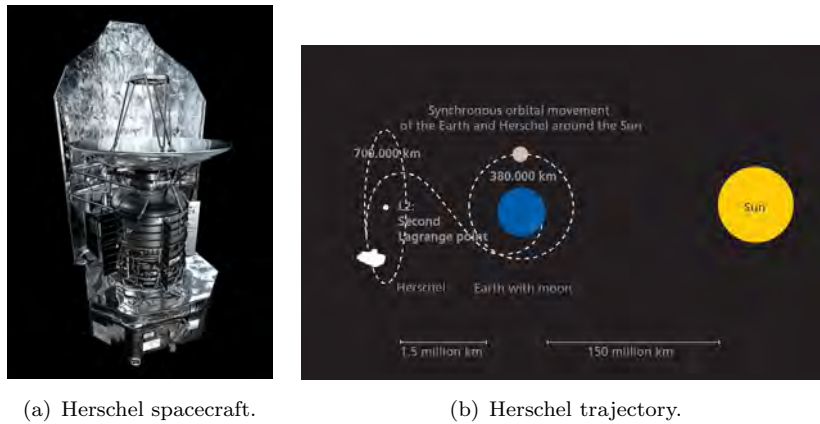 Synchronous orbital movement
of the Earth and Herschel around the Sun
700.000 km
380.000 km
L2:
Second
Lagrange point
Sun
Herschel
Earth with moon
1.5 million km
150 million km
(a) Herschel spacecraft.
(b) Herschel trajectory.